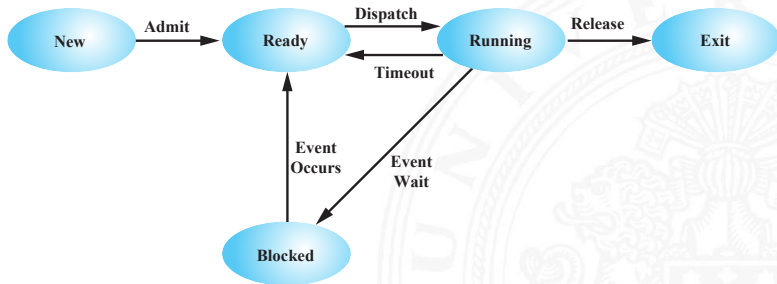 New
Admit
Ready
Dispatch
Timeout
Running
Release
Exit
Event
Occurs
Event
Wait
Blocked
U N I V E